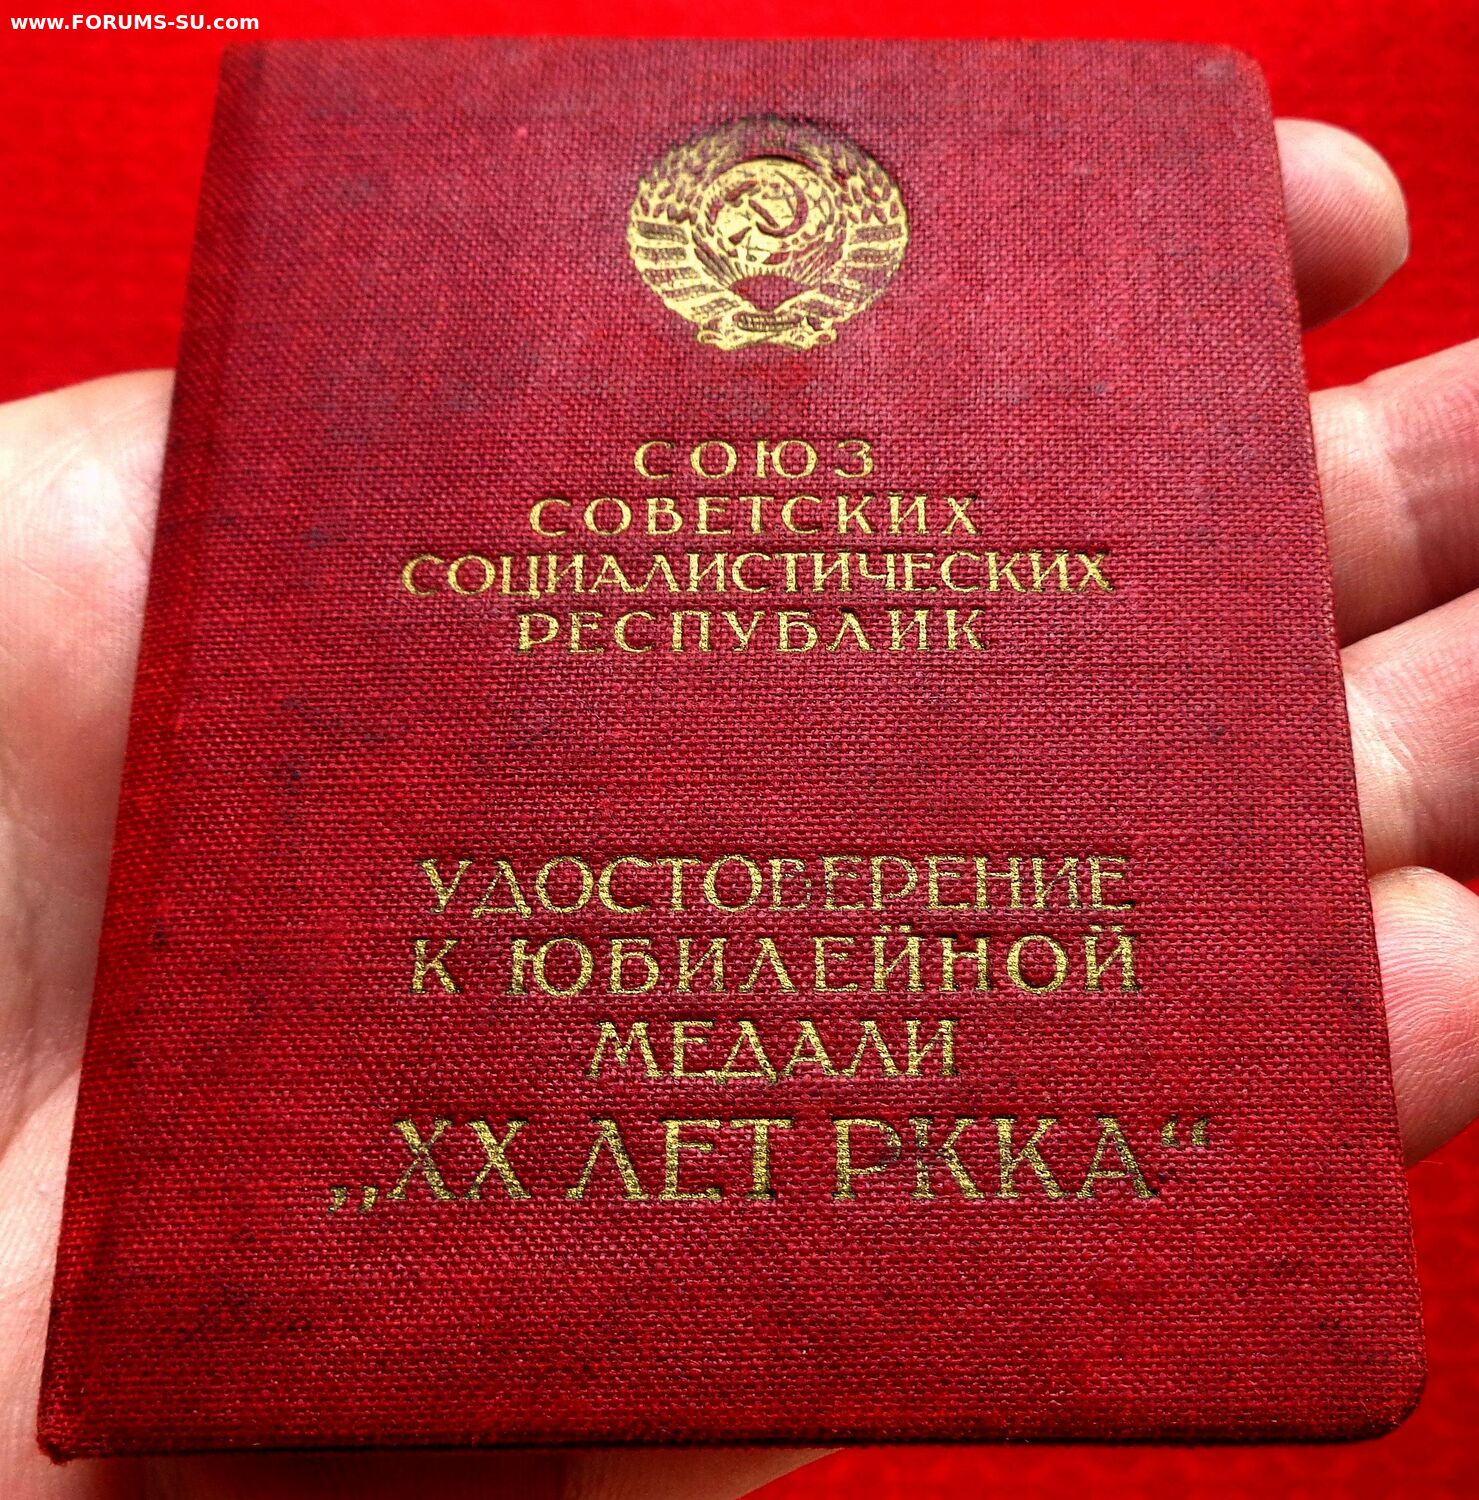 www.FORUMS-SU.com
СОЮЗ
СОВЕТСКИХ
СОЦИАЛИСТИЧЕСКИХ
РЕСПУБЛИК
УДОСТОВЕРЕНИЕ
К ЮБИЛЕЙНОЙ
МЕДАЛИ
„XX ЛЕТ РККА“